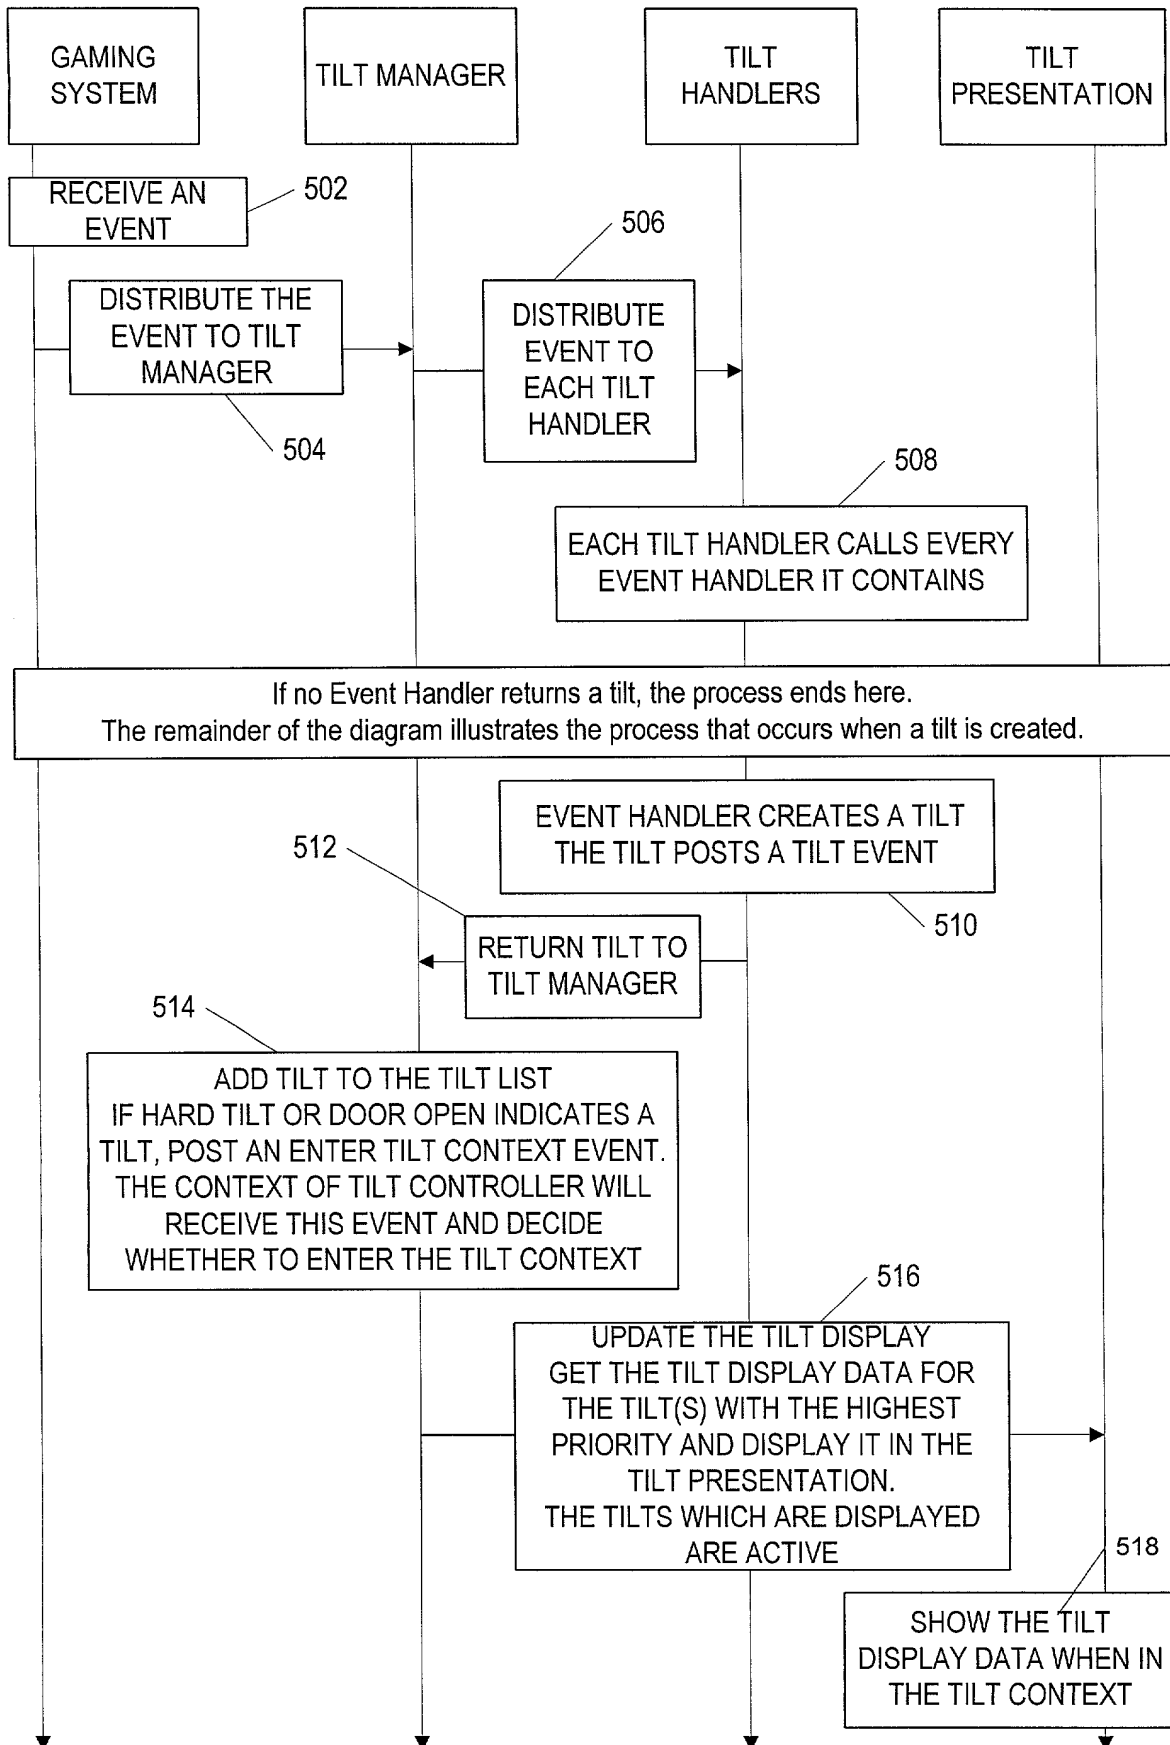 GAMING
SYSTEM
TILT MANAGER
TILT
HANDLERS
TILT
PRESENTATION
RECEIVE AN
EVENT
502
506
DISTRIBUTE THE
EVENT TO TILT
MANAGER
504
DISTRIBUTE
EVENT TO
EACH TILT
HANDLER
508
EACH TILT HANDLER CALLS EVERY
EVENT HANDLER IT CONTAINS
If no Event Handler returns a tilt, the process ends here.
The remainder of the diagram illustrates the process that occurs when a tilt is created.
EVENT HANDLER CREATES A TILT
THE TILT POSTS A TILT EVENT
510
512
RETURN TILT TO
TILT MANAGER
514
ADD TILT TO THE TILT LIST
IF HARD TILT OR DOOR OPEN INDICATES A
TILT, POST AN ENTER TILT CONTEXT EVENT.
THE CONTEXT OF TILT CONTROLLER WILL
RECEIVE THIS EVENT AND DECIDE
WHETHER TO ENTER THE TILT CONTEXT
516
UPDATE THE TILT DISPLAY
GET THE TILT DISPLAY DATA FOR
THE TILT(S) WITH THE HIGHEST
PRIORITY AND DISPLAY IT IN THE
TILT PRESENTATION.
THE TILTS WHICH ARE DISPLAYED
ARE ACTIVE
518
SHOW THE TILT
DISPLAY DATA WHEN IN
THE TILT CONTEXT